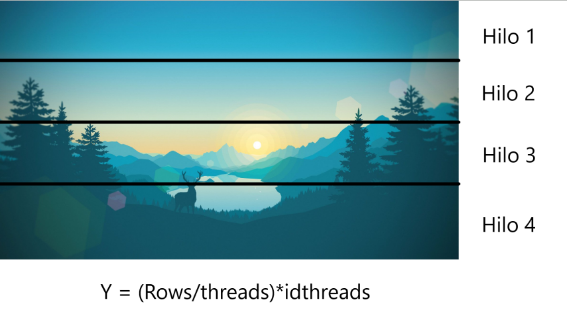 Hilo 1
Hilo 2
Hilo 3
Hilo 4
Y = (Rows/threads)*idthreads